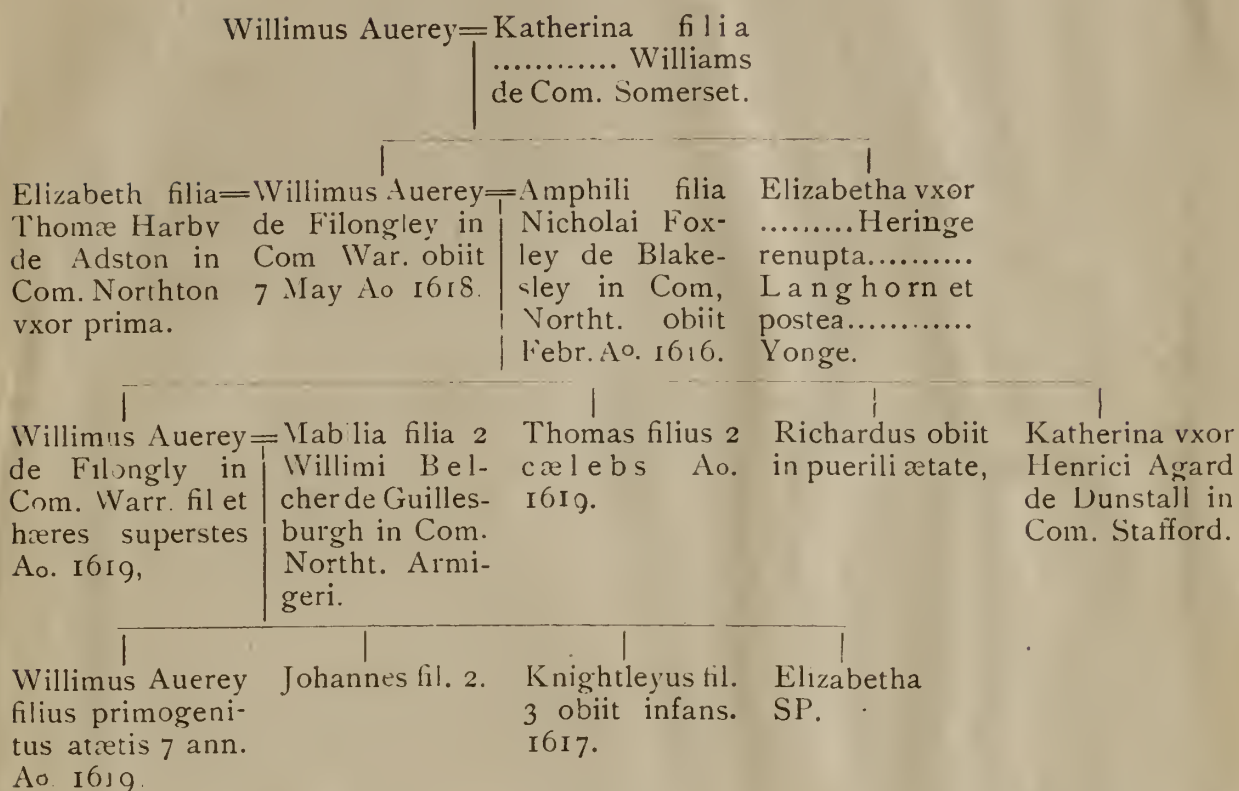 Willimus Auerey=Katherina filia
............ Williams
de Com. Somerset.
Elizabeth filia=
Thomæ Harby
de Adston in
Com. Northton
vxor prima.
Willimus Auerey=
de Filongley in
Com War. obiit
7 May Ao 1618.
Amphili filia
Nicholai Fox-
ley de Blake-
sley in Com,
Northt. obiit
Febr. Ao. 1616.
Elizabetha vxor
.........Heringe
renupta..........
Langhorn et
postea.............
Yonge.
Willimus Auerey=
de Filongly in
Com. Warr. fil et
hæres superstes
Ao. 1619,
Mabilia filia 2
Willimi Bel-
cher de Guilles-
burgh in Com.
Northt. Armi-
geri.
Thomas filius 2
cælebs Ao.
1619.
Richardus obiit
in puerili ætate,
Katherina vxor
Henrici Agard
de Dunstall in
Com. Stafford.
Willimus Auerey
filius primogeni-
tus atætis 7 ann.
Ao. 1619.
Johannes fil. 2.
Knightleyus fil.
3 obiit infans.
1617.
Elizabetha
SP.